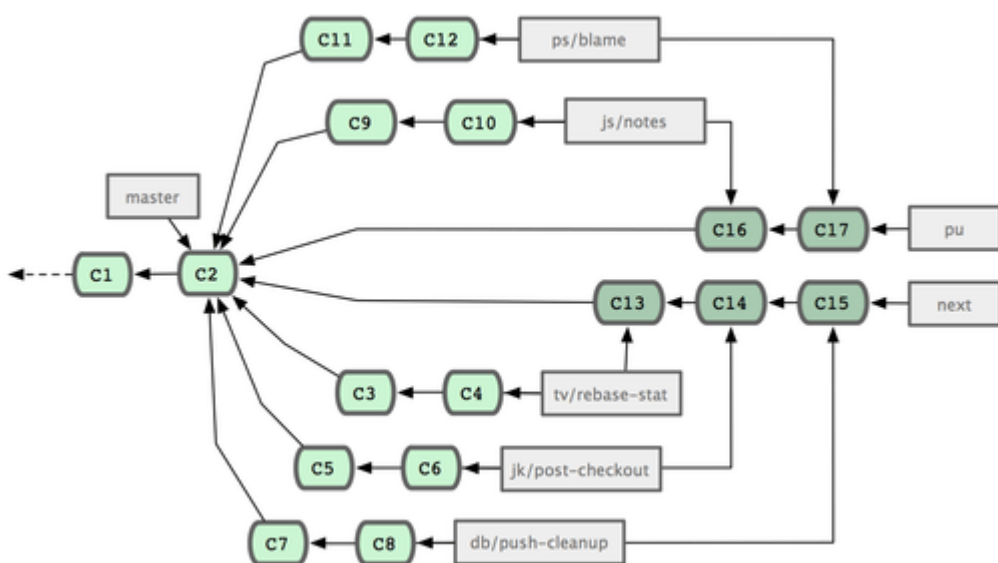 C11 C12 ps/blame
C9 C10 js/notes
master
C16 C17 pu
C1 C2
C13 C14 C15 next
C3 C4 tv/rebase-stat
C5 C6 jk/post-checkout
C7 C8 db/push-cleanup